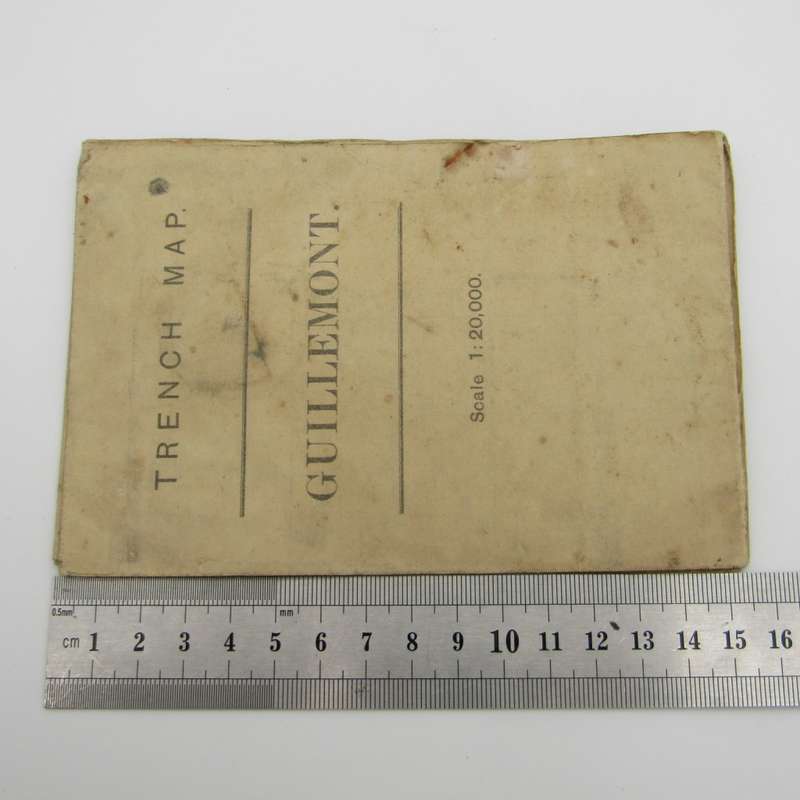 TRENCH MAP.
GUILLEMONT.
Scale 1:20,000.
0.5mm mm
cm 1 2 3 4 5 6 7 8 9 10 11 12 13 14 15 16